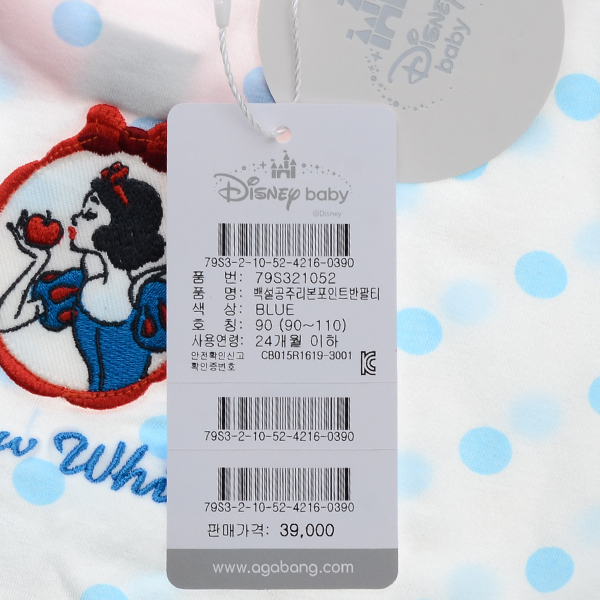 Disney
baby
Disney baby
©Disney
79S3-2-10-52-4216-0390
품 번: 79S321052
품 명: 백설공주리본포인트반팔티
색 상: BLUE
호 칭: 90 (90~110)
사용연령: 24개월 이하
안전확인신고 CB015R1619-3001
확인증번호
79S3-2-10-52-4216-0390
79S3-2-10-52-4216-0390
판매가격: 39,000
www.agabang.com
w Whi